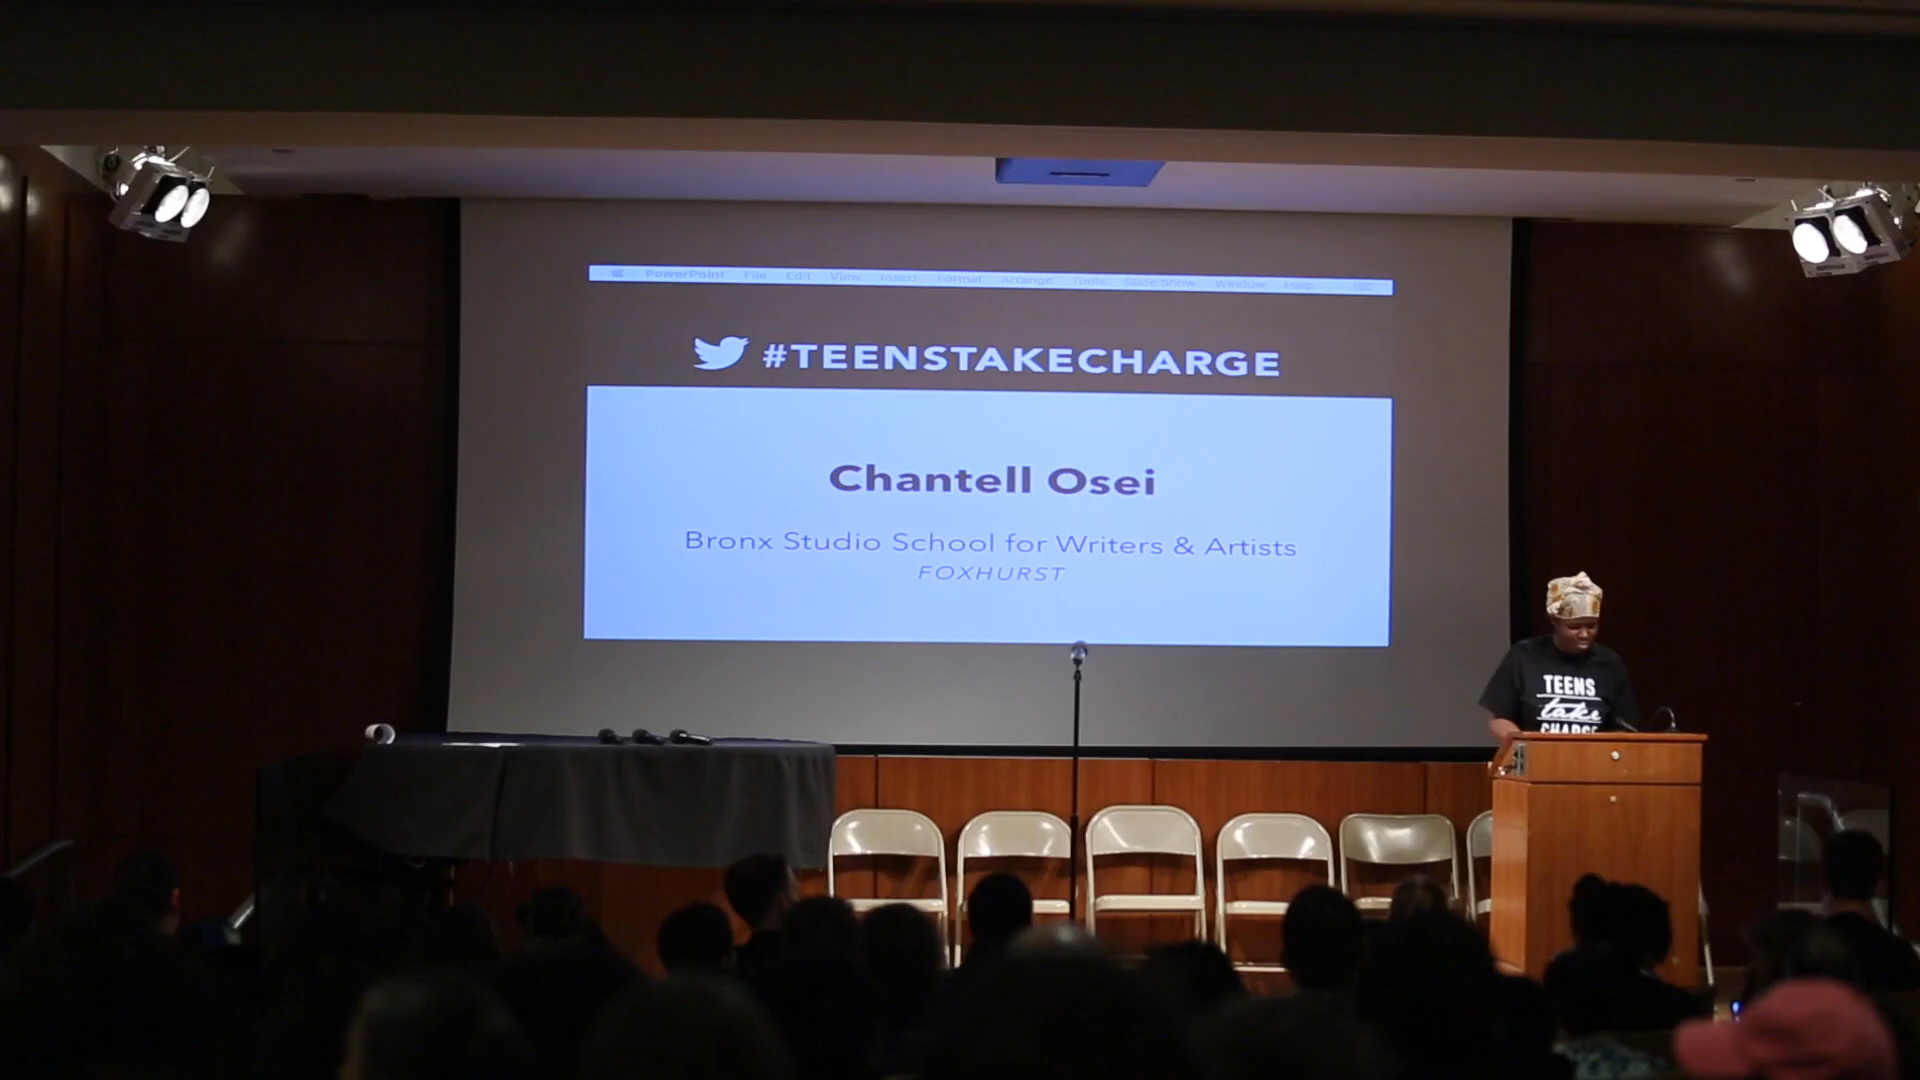 PowerPoint File Edit View Insert Format Arrange Tools Slide Show Window Help
#TEENSTAKECHARGE
Chantell Osei
Bronx Studio School for Writers & Artists
FOXHURST
TEENS
take
CHARGE